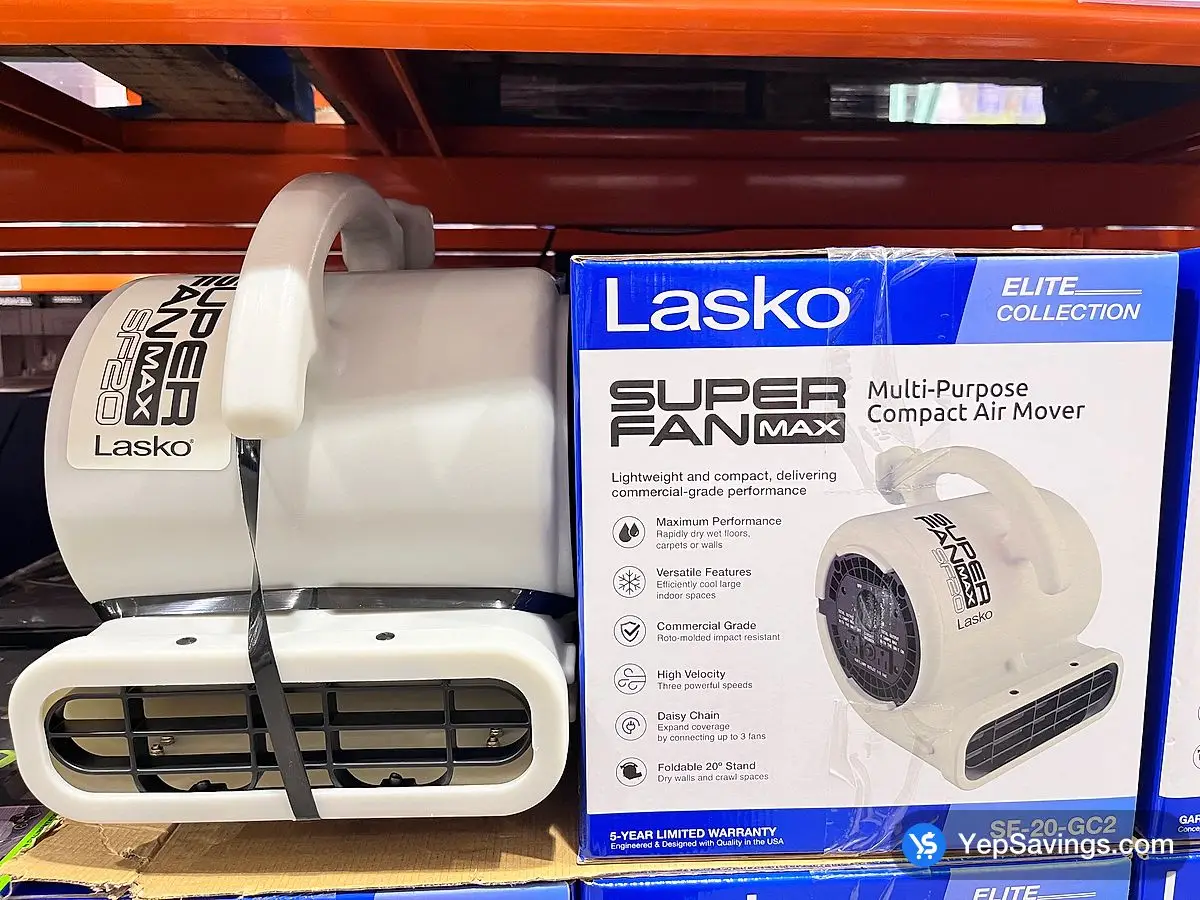 SUPER
FAN MAX
SF20
Lasko
Lasko®
ELITE
COLLECTION
SUPER
FAN MAX
Multi-Purpose
Compact Air Mover
Lightweight and compact, delivering
commercial-grade performance
Maximum Performance
Rapidly dry wet floors,
carpets or walls
Versatile Features
Efficiently cool large
indoor spaces
Commercial Grade
Roto-molded impact resistant
High Velocity
Three powerful speeds
Daisy Chain
Expand coverage
by connecting up to 3 fans
Foldable 20° Stand
Dry walls and crawl spaces
SUPER
FAN MAX
SF20
Lasko
5-YEAR LIMITED WARRANTY
Engineered & Designed with Quality in the USA
SF-20-GC2
YepSavings.com
GAR
ELITE